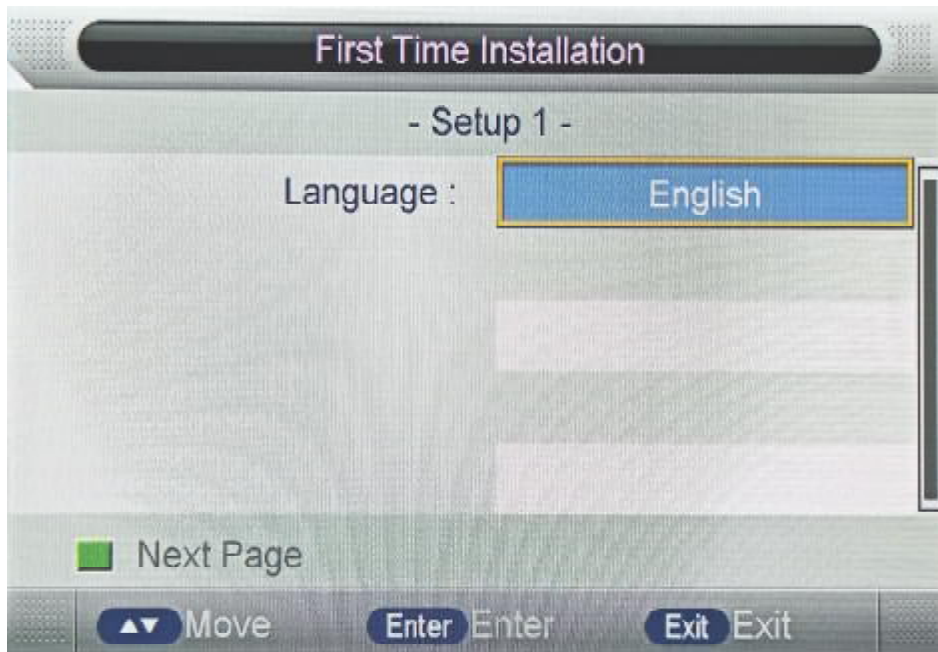 First Time Installation
- Setup 1 -
Language : English
Next Page
▲▼ Move Enter Enter Exit Exit